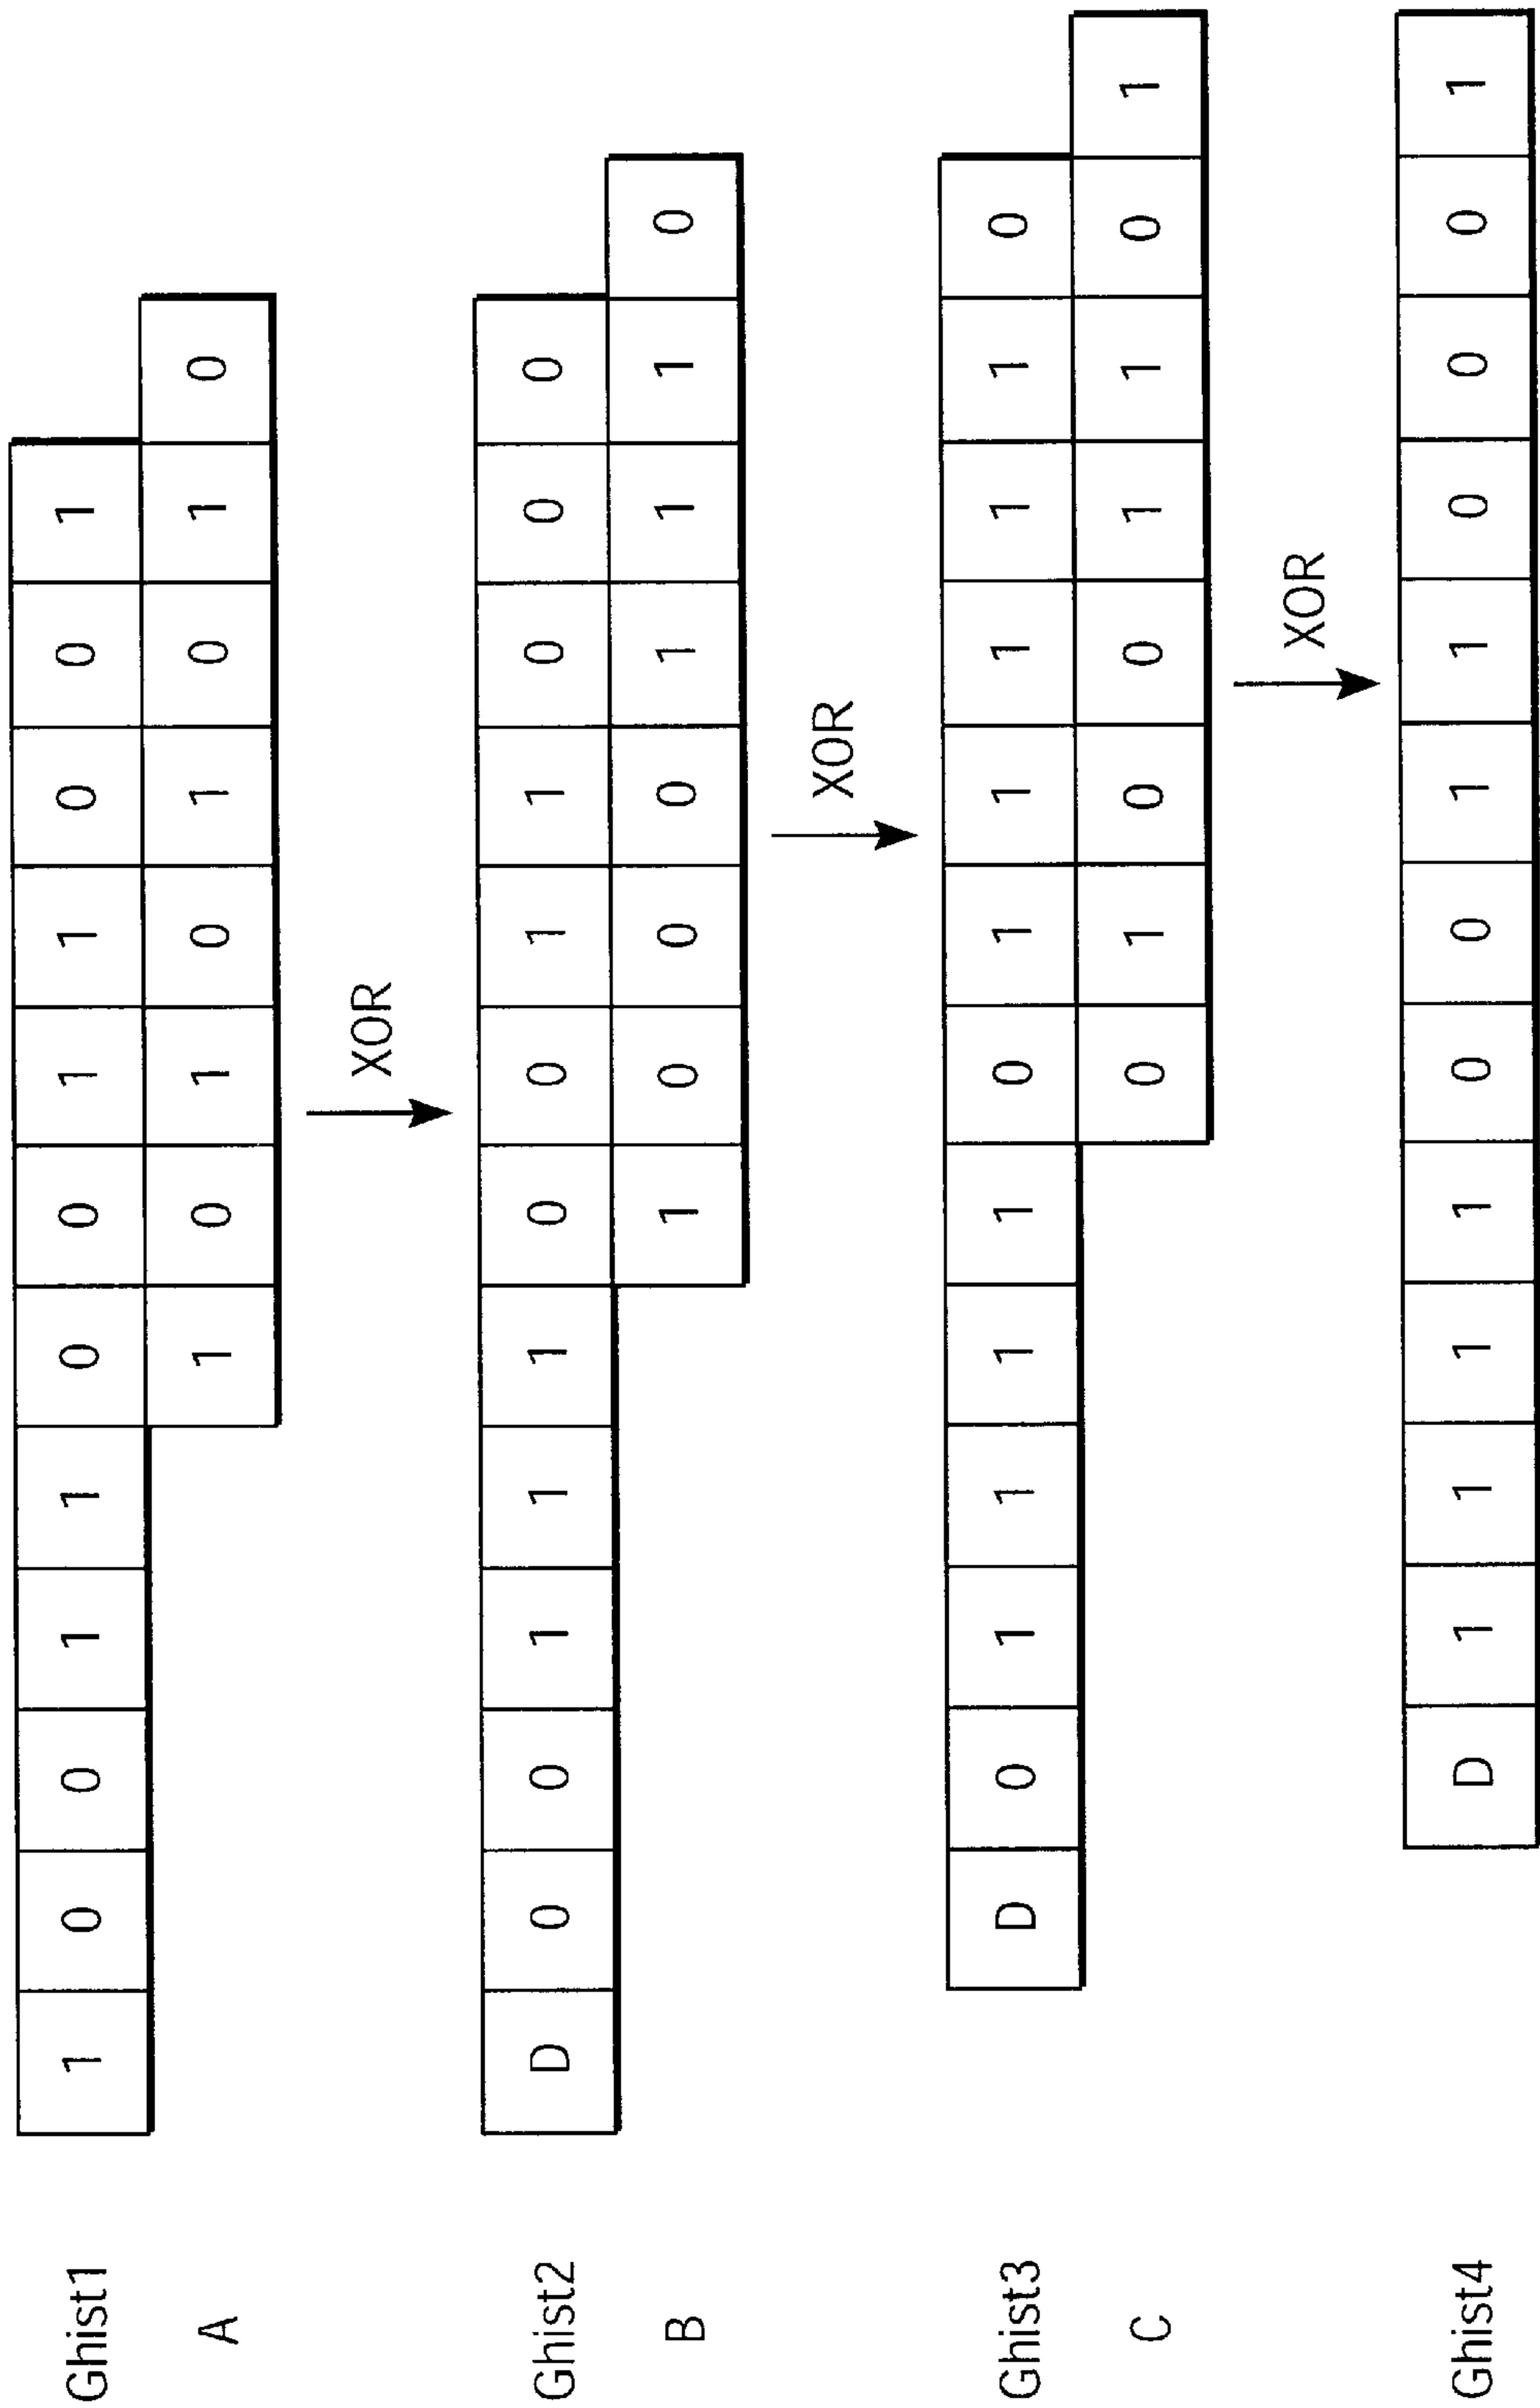 Ghist1 1 0 0 1 1 0 0 1 1 0 0 1
A 1 0 1 0 1 0 1 0
XOR
Ghist2 D 0 0 1 1 1 0 0 1 1 0 0 0
B 1 0 0 0 1 1 1 0
XOR
Ghist3 D 0 1 1 1 1 0 1 1 1 1 1 0
C 0 1 0 0 1 1 0 1
XOR
Ghist4 D 1 1 1 1 0 0 1 1 0 0 0 1